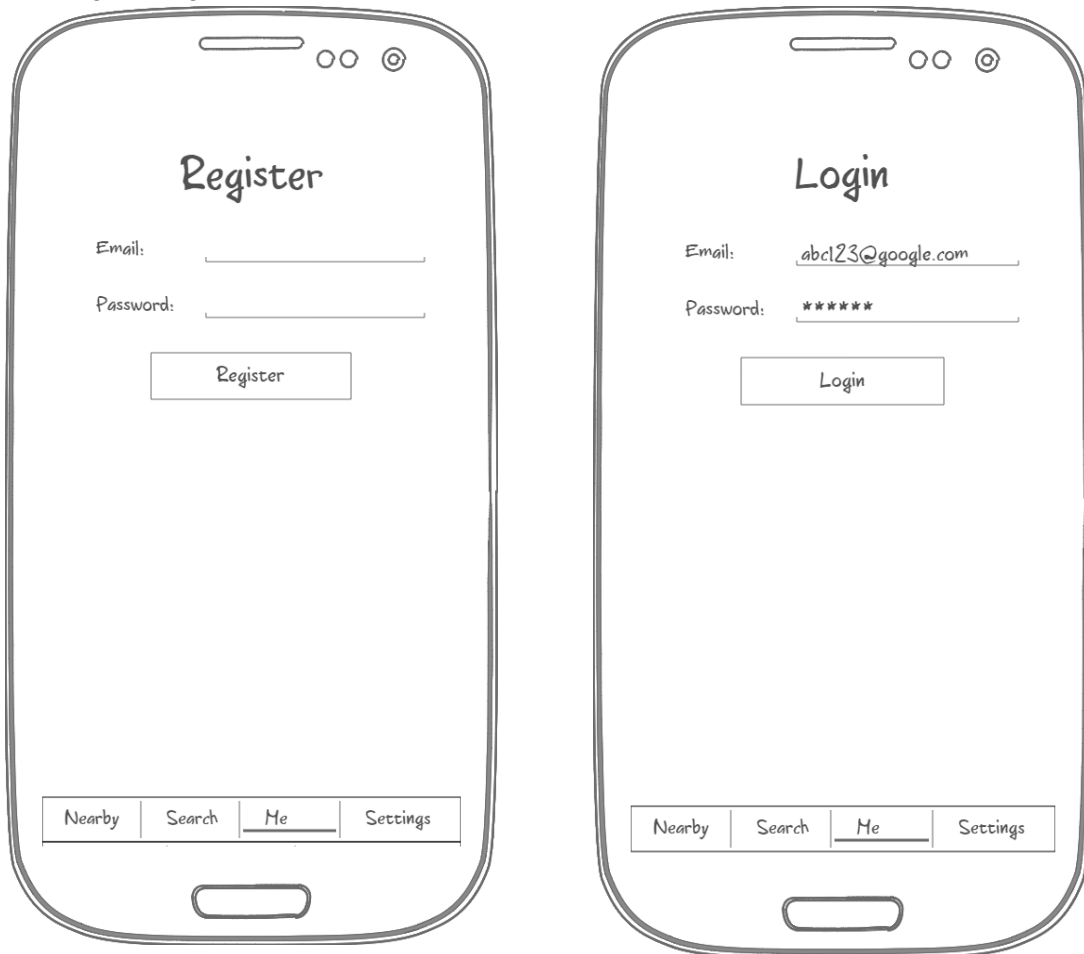 Register
Email:
Password:
Register
Nearby Search Me Settings
Login
Email: abc123@google.com
Password: ******
Login
Nearby Search Me Settings